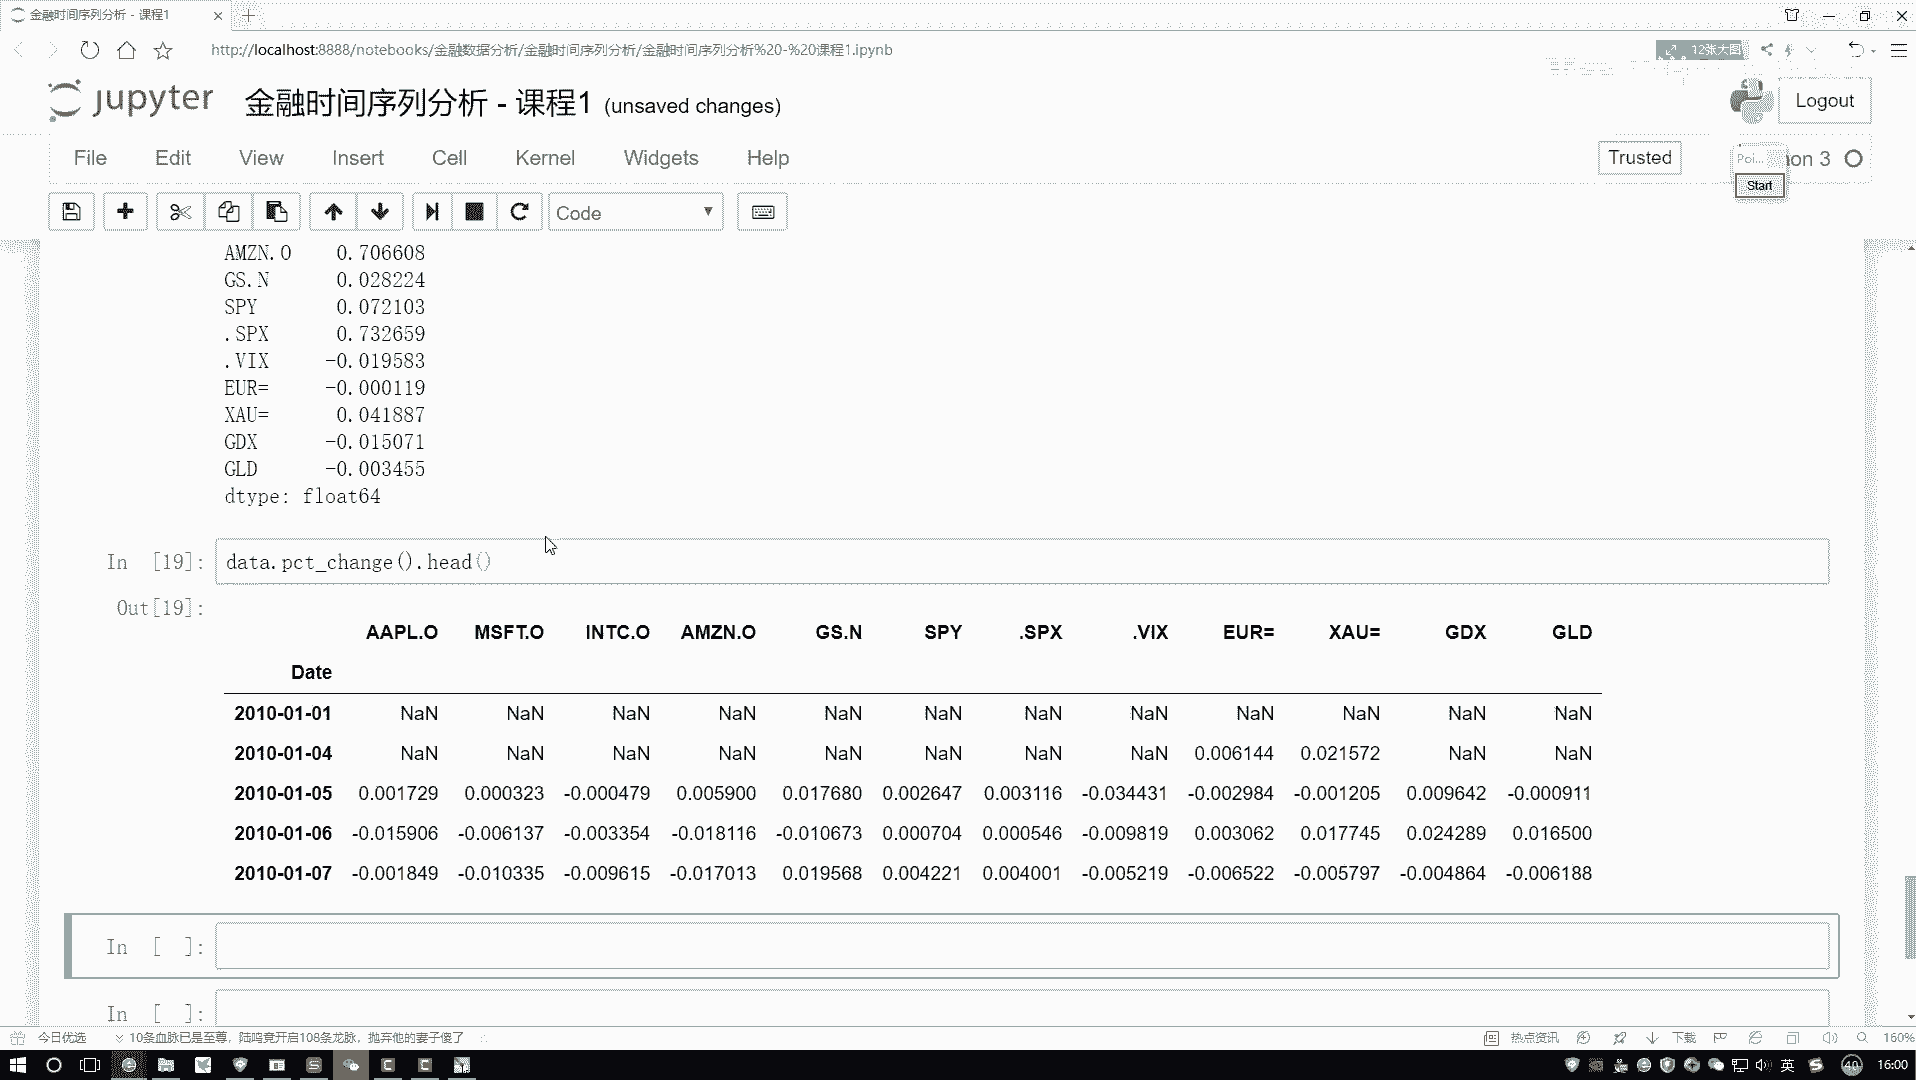 金融时间序列分析 - 课程1
http://localhost:8888/notebooks/金融数据分析/金融时间序列分析/金融时间序列分析%20-%20课程1.ipynb
12张大图
jupyter 金融时间序列分析 - 课程1 (unsaved changes)
Logout
File Edit View Insert Cell Kernel Widgets Help
Trusted
Poi... hon 3
Start
Code
AMZN.O 0.706608
GS.N 0.028224
SPY 0.072103
.SPX 0.732659
.VIX -0.019583
EUR= -0.000119
XAU= 0.041887
GDX -0.015071
GLD -0.003455
dtype: float64
In [19]: data.pct_change().head()
Out[19]:
AAPL.O MSFT.O INTC.O AMZN.O GS.N SPY .SPX .VIX EUR= XAU= GDX GLD
Date
2010-01-01 NaN NaN NaN NaN NaN NaN NaN NaN NaN NaN NaN NaN
2010-01-04 NaN NaN NaN NaN NaN NaN NaN NaN 0.006144 0.021572 NaN NaN
2010-01-05 0.001729 0.000323 -0.000479 0.005900 0.017680 0.002647 0.003116 -0.034431 -0.002984 -0.001205 0.009642 -0.000911
2010-01-06 -0.015906 -0.006137 -0.003354 -0.018116 -0.010673 0.000704 0.000546 -0.009819 0.003062 0.017745 0.024289 0.016500
2010-01-07 -0.001849 -0.010335 -0.009615 -0.017013 0.019568 0.004221 0.004001 -0.005219 -0.006522 -0.005797 -0.004864 -0.006188
In [ ]:
In [ ]:
今日优选 10条血脉已是至尊，陆鸣竟开启108条龙脉，抛弃他的妻子傻了
热点资讯 下载 160%
英 40 16:00